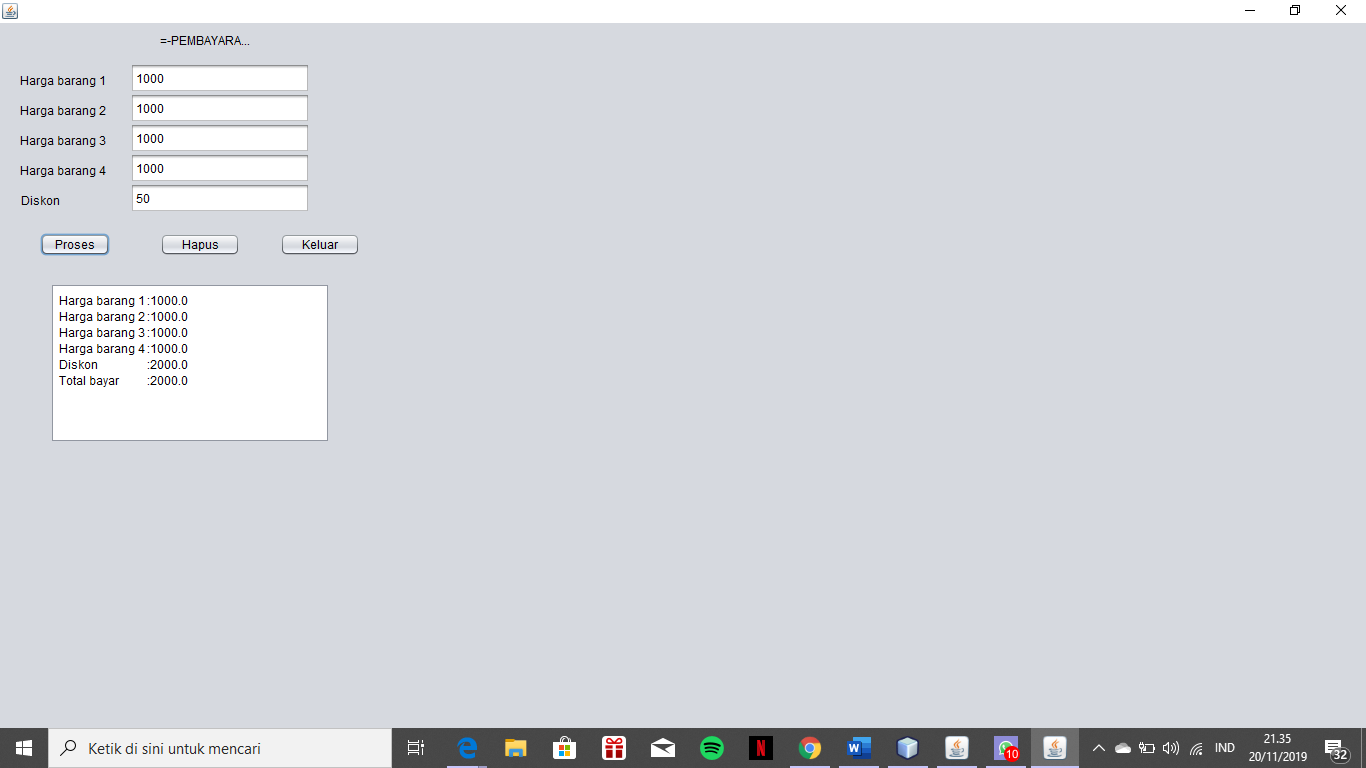 =-PEMBAYARA...
Harga barang 1 1000
Harga barang 2 1000
Harga barang 3 1000
Harga barang 4 1000
Diskon 50
Proses Hapus Keluar
Harga barang 1 :1000.0
Harga barang 2 :1000.0
Harga barang 3 :1000.0
Harga barang 4 :1000.0
Diskon :2000.0
Total bayar :2000.0
Ketik di sini untuk mencari
10
IND
21.35
20/11/2019
32